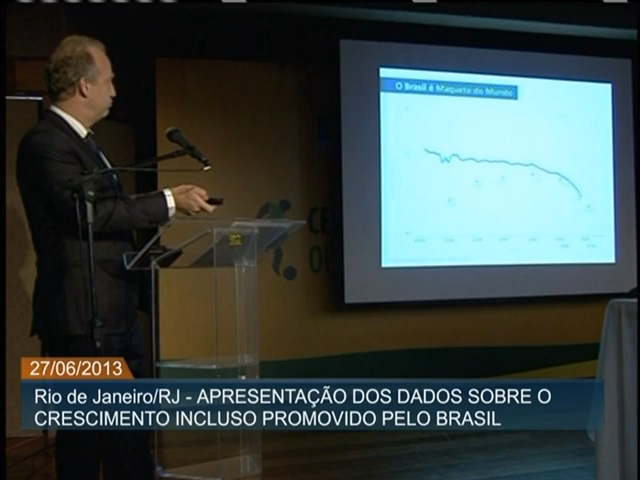 O Brasil é Maquete do Mundo
27/06/2013
Rio de Janeiro/RJ - APRESENTAÇÃO DOS DADOS SOBRE O
CRESCIMENTO INCLUSO PROMOVIDO PELO BRASIL